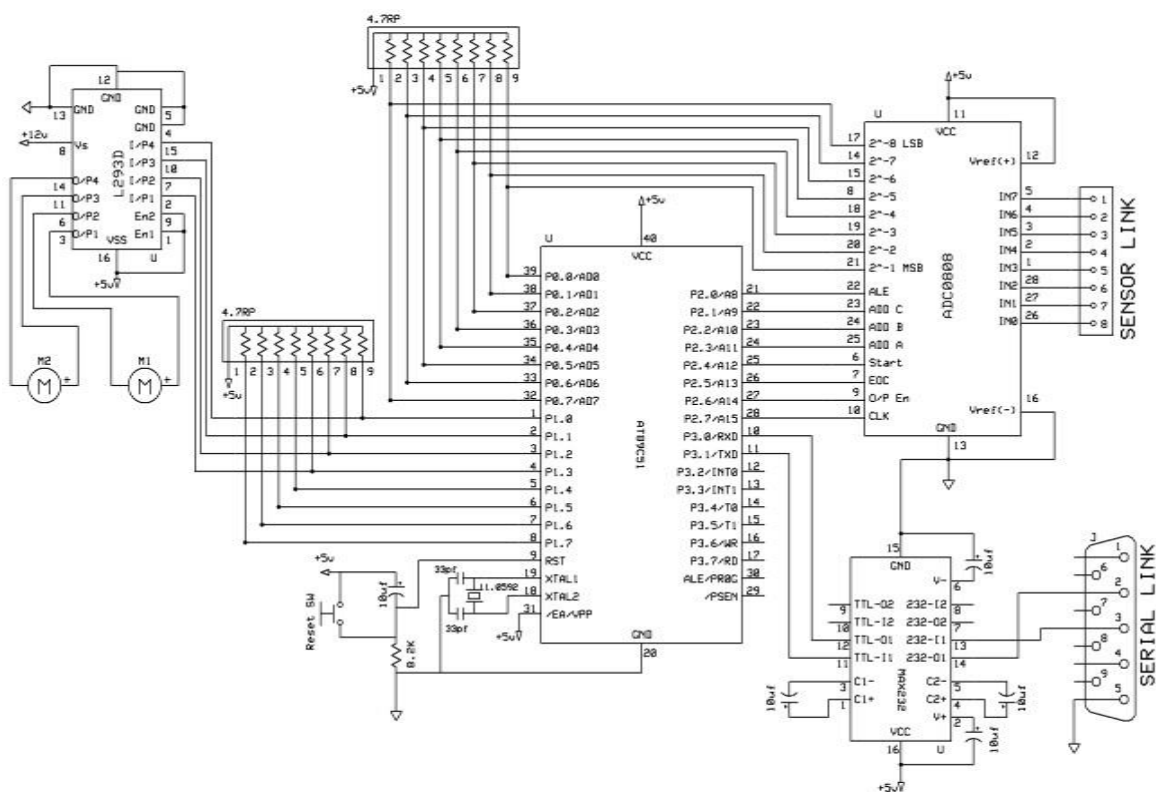 4.7RP
+5v
1 2 3 4 5 6 7 8 9
12
GND
13 GND
GND 5
GND 4
+12v
8 Vs
I/P4 15
I/P3 10
I/P2 7
I/P1 2
14 O/P4
11 O/P3
6 O/P2
3 O/P1
En2 9
En1 1
L293D
VSS
16 U
+5v
M2
M
+
M1
M
+
4.7RP
1 2 3 4 5 6 7 8 9
+5v
+5v
U
40
VCC
39 P0.0/AD0
38 P0.1/AD1
37 P0.2/AD2
36 P0.3/AD3
35 P0.4/AD4
34 P0.5/AD5
33 P0.6/AD6
32 P0.7/AD7
1 P1.0
2 P1.1
3 P1.2
4 P1.3
5 P1.4
6 P1.5
7 P1.6
8 P1.7
9 RST
19 XTAL1
18 XTAL2
31 /EA/VPP
AT89C51
P2.0/A8 21
P2.1/A9 22
P2.2/A10 23
P2.3/A11 24
P2.4/A12 25
P2.5/A13 26
P2.6/A14 27
P2.7/A15 28
P3.0/RXD 10
P3.1/TXD 11
P3.2/INT0 12
P3.3/INT1 13
P3.4/T0 14
P3.5/T1 15
P3.6/WR 16
P3.7/RD 17
ALE/PROG 30
/PSEN 29
GND
20
+5v
Reset SW
10uf
8.2K
33pf
11.0592
33pf
+5v
+5v
U
11
VCC
17 2^-8 LSB
14 2^-7
15 2^-6
8 2^-5
18 2^-4
19 2^-3
20 2^-2
21 2^-1 MSB
22 ALE
23 ADD C
24 ADD B
25 ADD A
6 Start
7 EOC
9 O/P En
10 CLK
ADC0808
Vref(+) 12
IN7 5
IN6 4
IN5 3
IN4 2
IN3 1
IN2 28
IN1 27
IN0 26
Vref(-) 16
GND
13
1
2
3
4
5
6
7
8
SENSOR LINK
15
GND
V- 6
10uf
9 TTL-O2
10 TTL-I2
12 TTL-O1
11 TTL-I1
232-I2 8
232-O2 7
232-I1 13
232-O1 14
3 C1-
1 C1+
C2- 5
C2+ 4
V+ 2
10uf
10uf
10uf
MAX232
VCC
16 U
+5v
J
1
6
2
7
3
8
4
9
5
SERIAL LINK